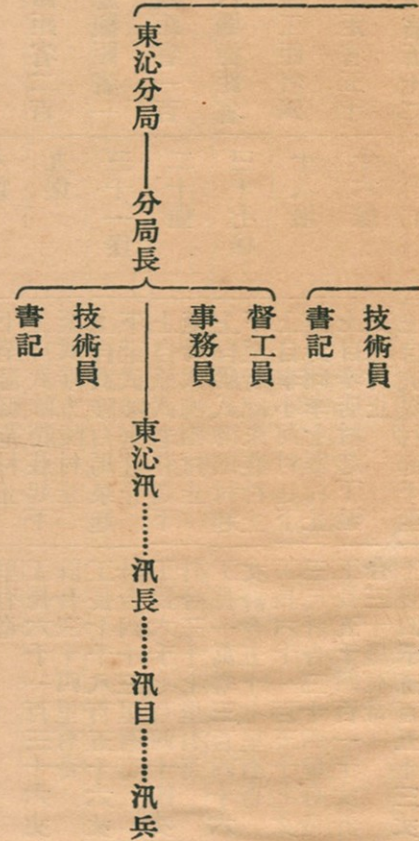 技術員
書記
東沁分局——分局長
督工員
事務員
東沁汛………汛長………汛目………汛兵
技術員
書記